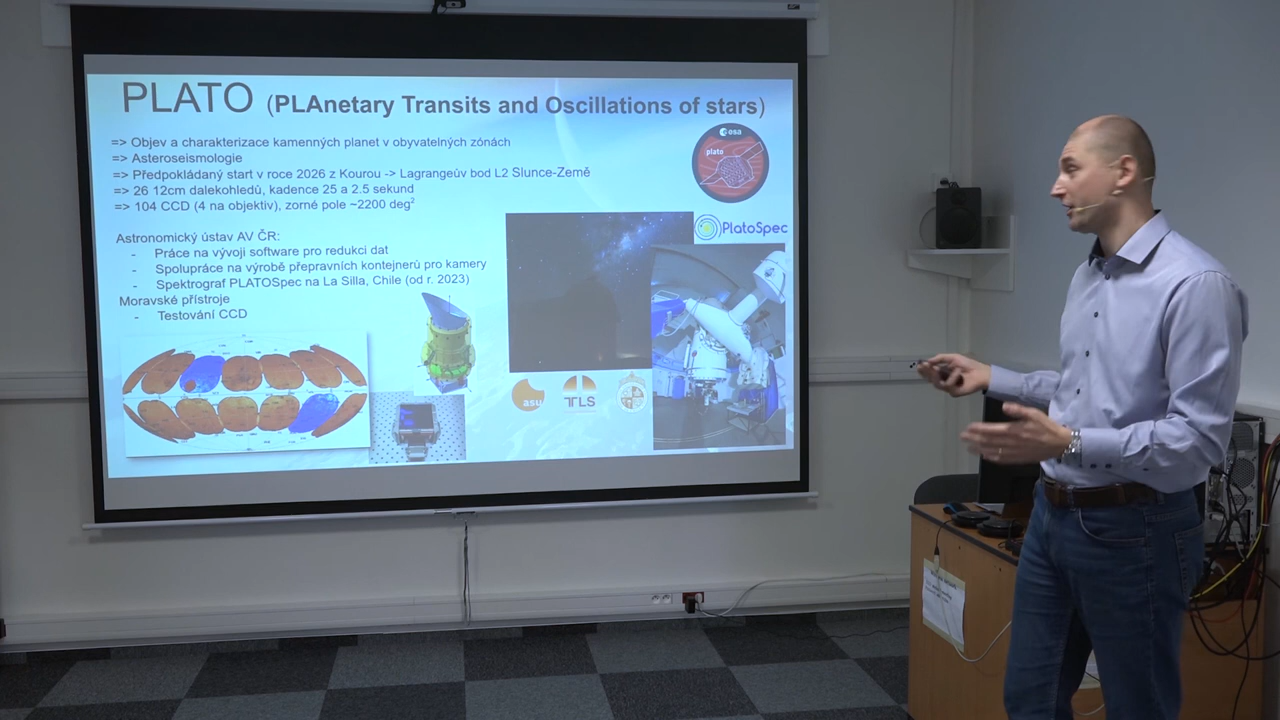 PLATO (PLAnetary Transits and Oscillations of stars)
=> Objev a charakterizace kamenných planet v obyvatelných zónách
=> Asteroseismologie
=> Předpokládaný start v roce 2026 z Kourou -> Lagrangeův bod L2 Slunce-Země
=> 26 12cm dalekohledů, kadence 25 a 2.5 sekund
=> 104 CCD (4 na objektiv), zorné pole ~2200 deg²
esa
plato
PlatoSpec
Astronomický ústav AV ČR:
- Práce na vývoji software pro redukci dat
- Spolupráce na výrobě přepravních kontejnerů pro kamery
- Spektrograf PLATOSpec na La Silla, Chile (od r. 2023)
Moravské přístroje
- Testování CCD
asu
TLS